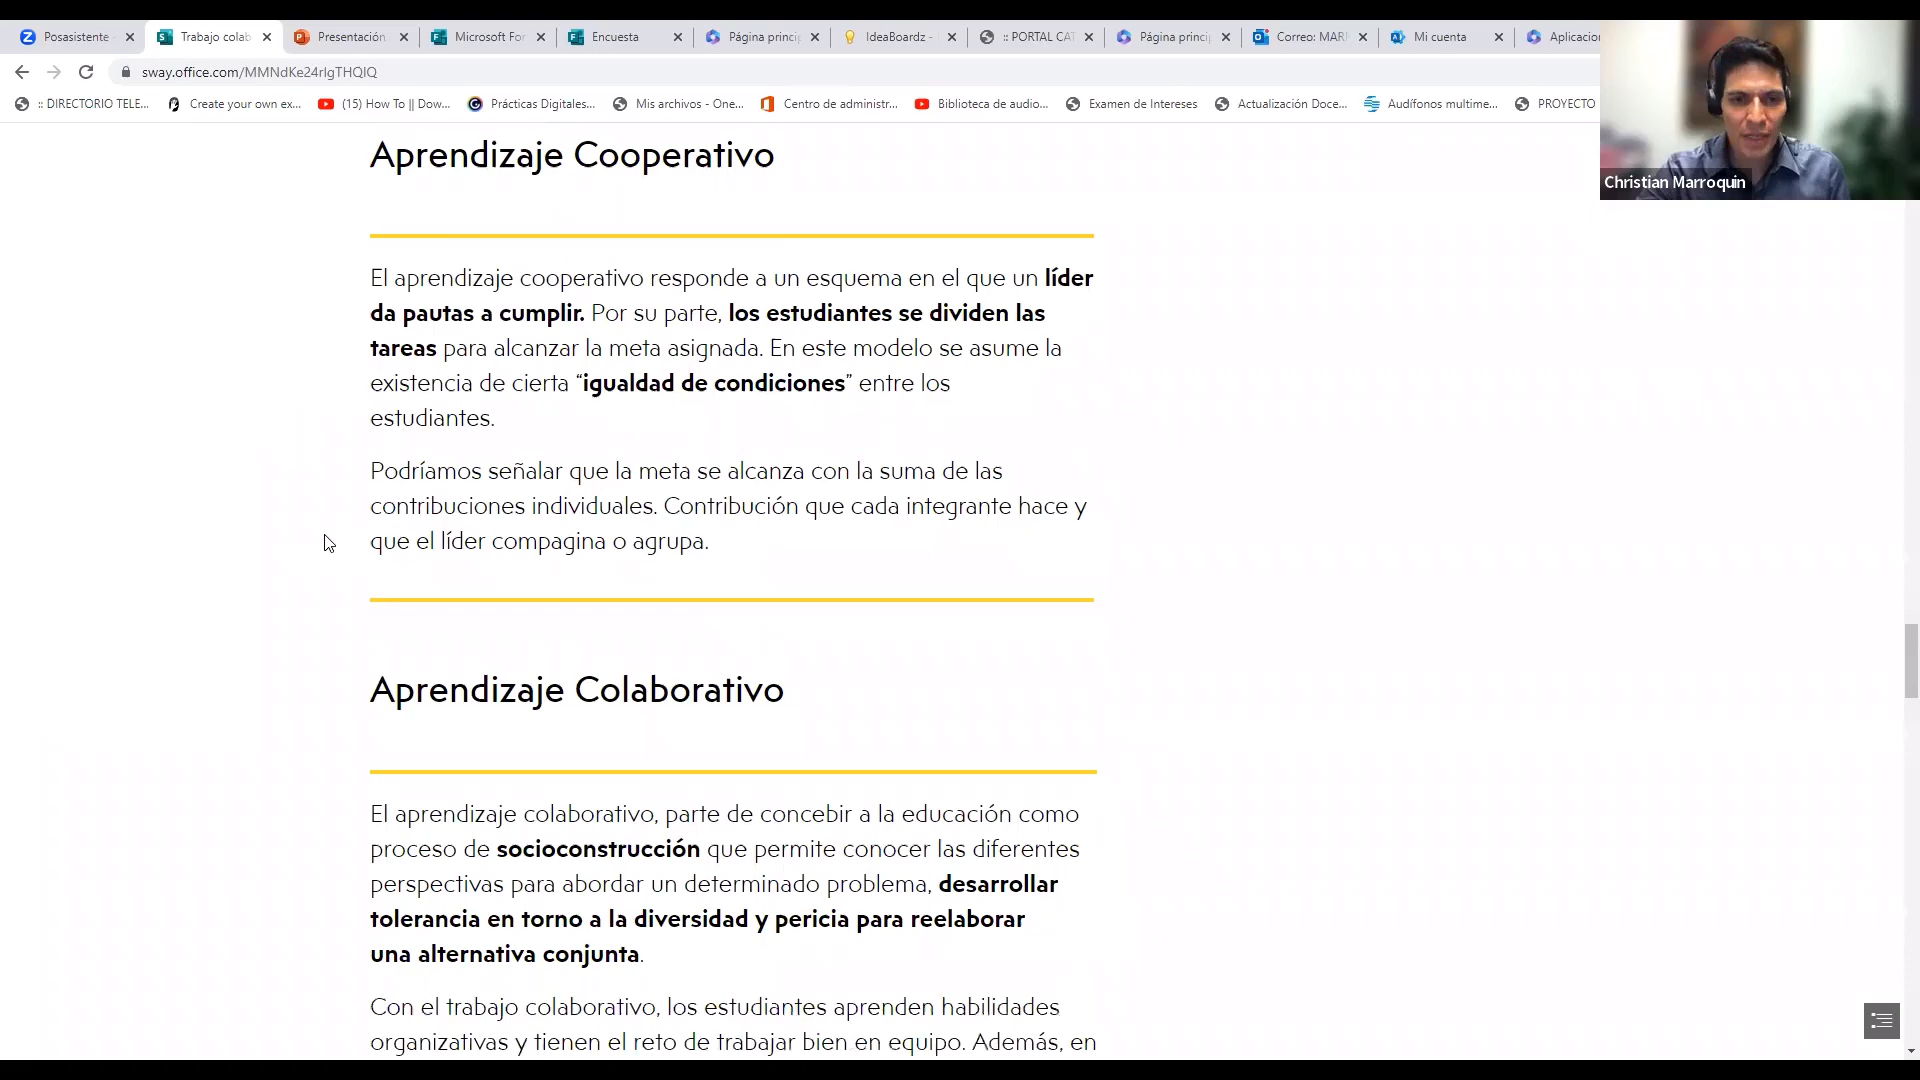 Posasistente
Trabajo colab
Presentación
Microsoft For
Encuesta
Página princip
IdeaBoardz -
:: PORTAL CAT
Página princip
Correo: MARR
Mi cuenta
Aplicacion
sway.office.com/MMNdKe24rIgTHQIQ
:: DIRECTORIO TELE...
Create your own ex...
(15) How To || Dow...
Prácticas Digitales...
Mis archivos - One...
Centro de administr...
Biblioteca de audio...
Examen de Intereses
Actualización Doce...
Audífonos multime...
PROYECTO
Christian Marroquin
Aprendizaje Cooperativo
El aprendizaje cooperativo responde a un esquema en el que un líder
da pautas a cumplir. Por su parte, los estudiantes se dividen las
tareas para alcanzar la meta asignada. En este modelo se asume la
existencia de cierta “igualdad de condiciones” entre los
estudiantes.
Podríamos señalar que la meta se alcanza con la suma de las
contribuciones individuales. Contribución que cada integrante hace y
que el líder compagina o agrupa.
Aprendizaje Colaborativo
El aprendizaje colaborativo, parte de concebir a la educación como
proceso de socioconstrucción que permite conocer las diferentes
perspectivas para abordar un determinado problema, desarrollar
tolerancia en torno a la diversidad y pericia para reelaborar
una alternativa conjunta.
Con el trabajo colaborativo, los estudiantes aprenden habilidades
organizativas y tienen el reto de trabajar bien en equipo. Además, en